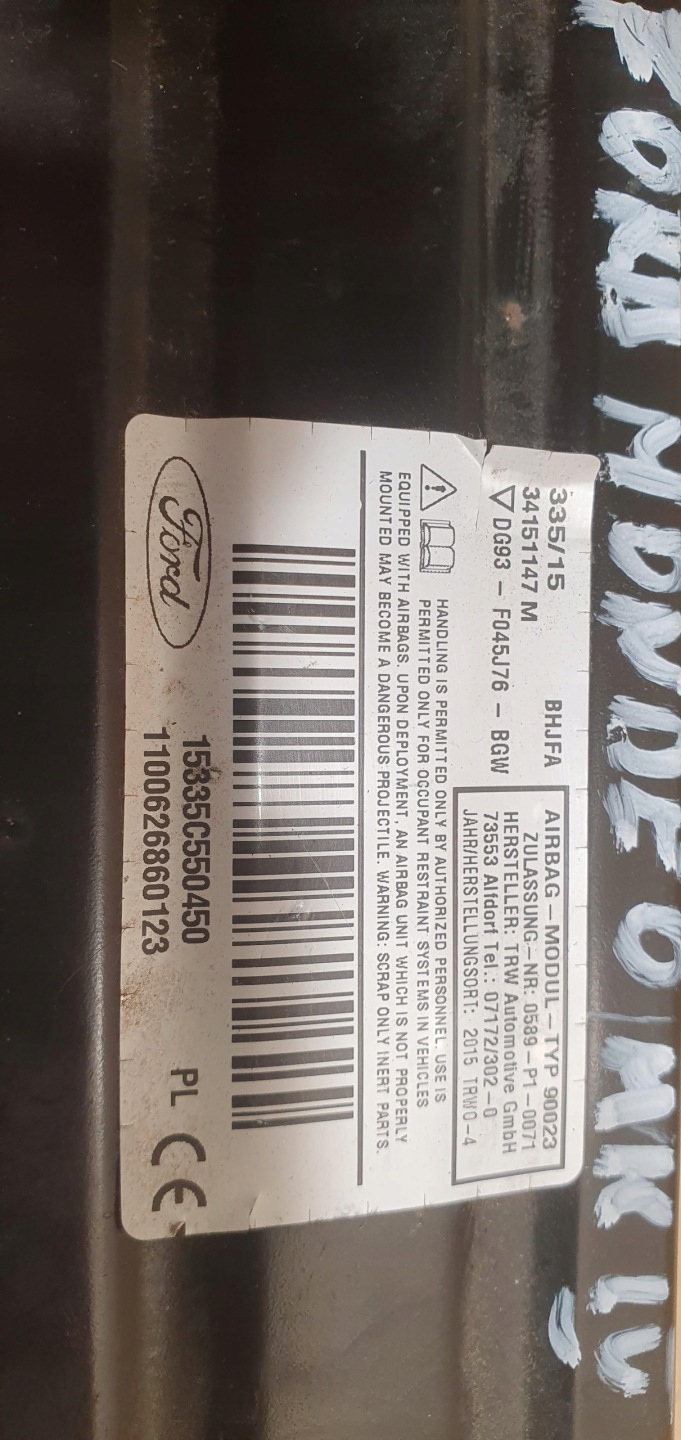 FORD MONDEO MK IV
335/15 BHJFA
34151147 M
DG93 - F045J76 - BGW
AIRBAG - MODUL - TYP 90023
ZULASSUNG - NR: 0589 - P1 - 0071
HERSTELLER: TRW Automotive GmbH
73553 Alfdorf Tel.: 07172/302 - 0
JAHR/HERSTELLUNGSORT: 2015 TRWO - 4
HANDLING IS PERMITTED ONLY BY AUTHORIZED PERSONNEL. USE IS
PERMITTED ONLY FOR OCCUPANT RESTRAINT SYSTEMS IN VEHICLES
EQUIPPED WITH AIRBAGS. UPON DEPLOYMENT, AN AIRBAG UNIT WHICH IS NOT PROPERLY
MOUNTED MAY BECOME A DANGEROUS PROJECTILE. WARNING: SCRAP ONLY INERT PARTS.
Ford
15335C550450 PL CE
1100626860123